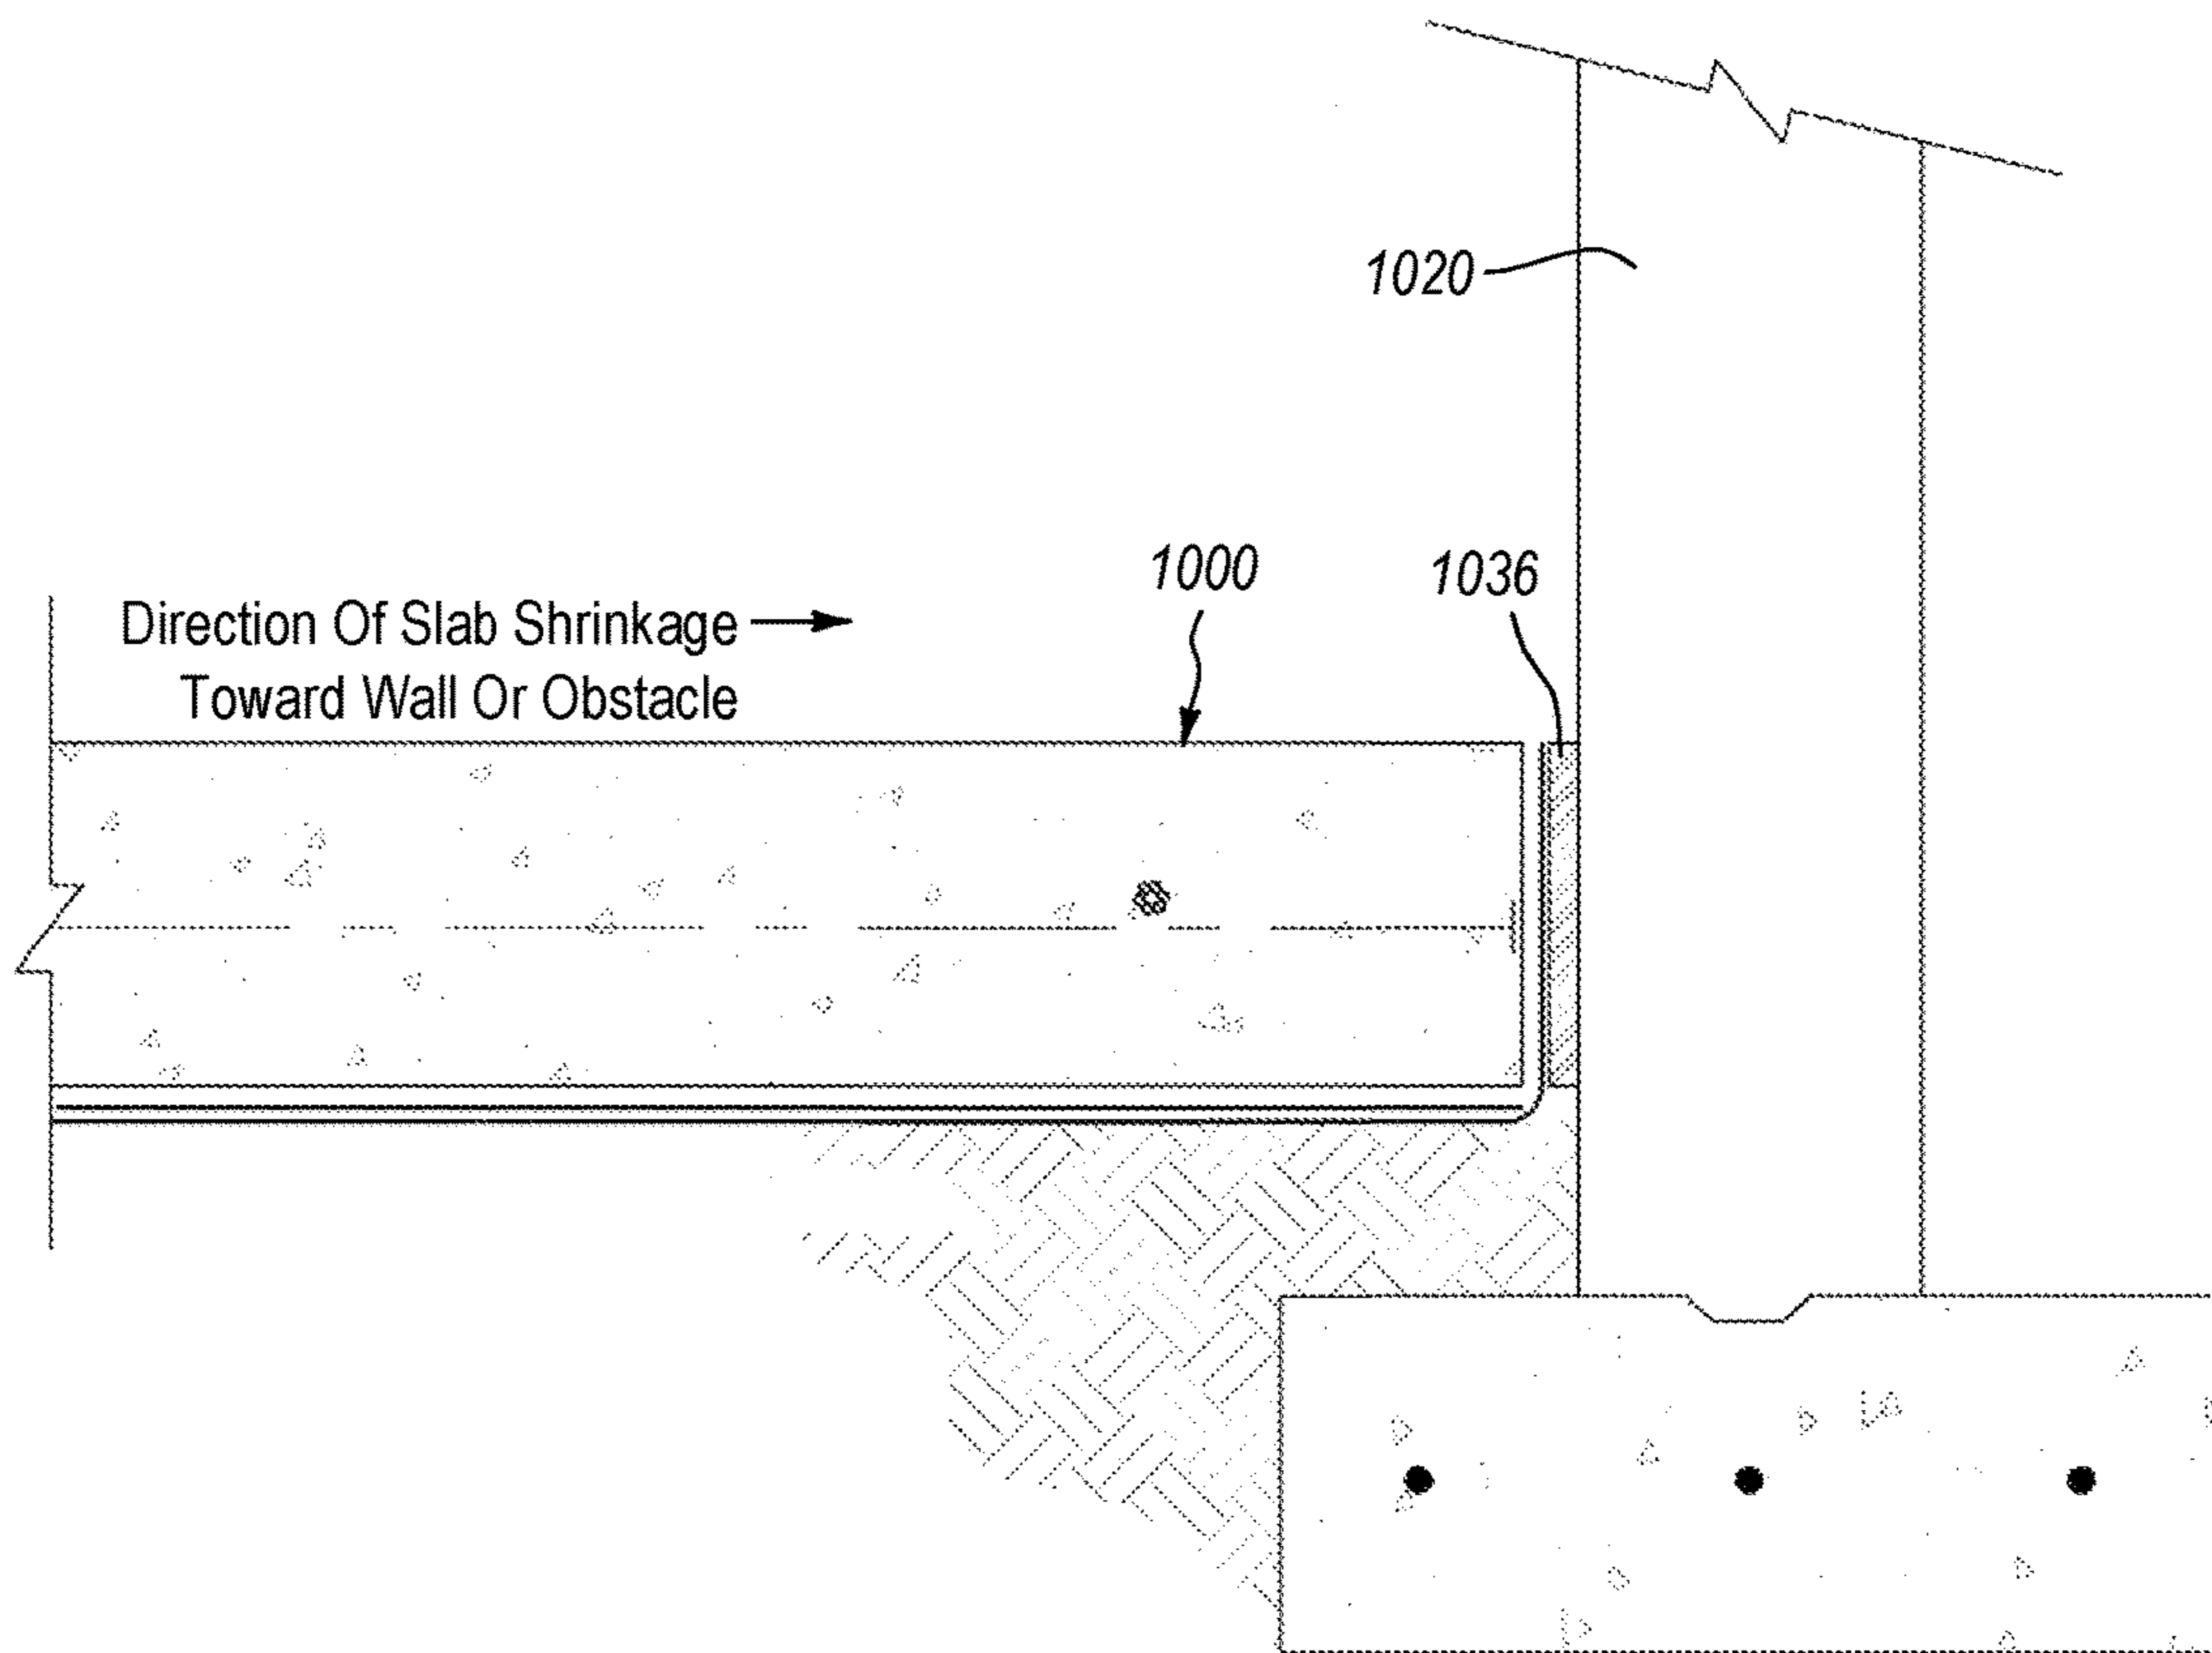 1020
1000
1036
Direction Of Slab Shrinkage
Toward Wall Or Obstacle